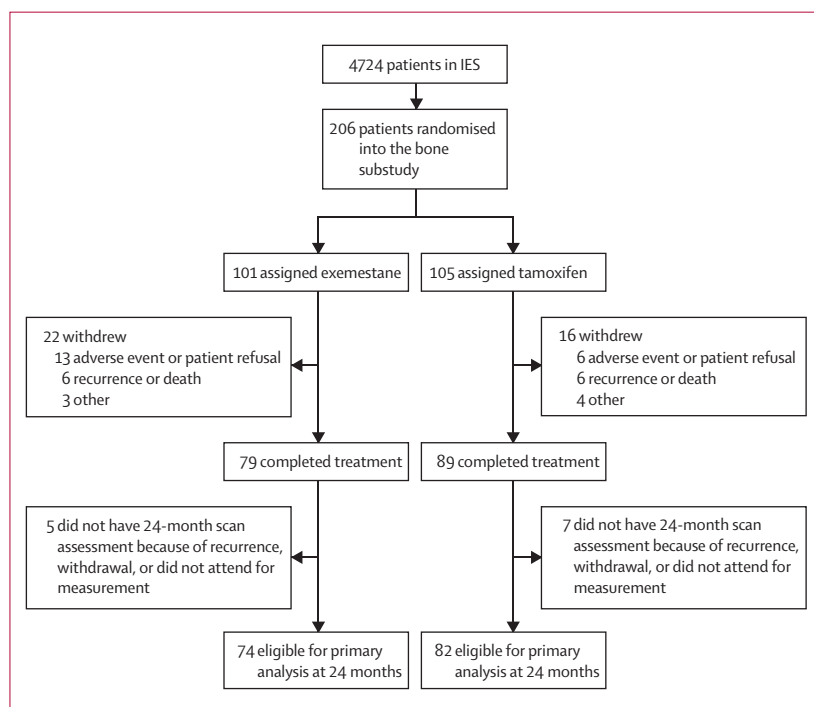 4724 patients in IES
206 patients randomised
into the bone
substudy
101 assigned exemestane
105 assigned tamoxifen
22 withdrew
13 adverse event or patient refusal
6 recurrence or death
3 other
16 withdrew
6 adverse event or patient refusal
6 recurrence or death
4 other
79 completed treatment
89 completed treatment
5 did not have 24-month scan
assessment because of recurrence,
withdrawal, or did not attend for
measurement
7 did not have 24-month scan
assessment because of recurrence,
withdrawal, or did not attend for
measurement
74 eligible for primary
analysis at 24 months
82 eligible for primary
analysis at 24 months